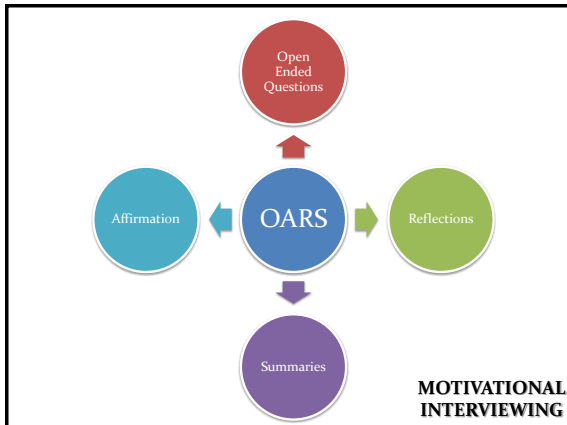 Open
Ended
Questions
Affirmation
OARS
Reflections
Summaries
MOTIVATIONAL
INTERVIEWING